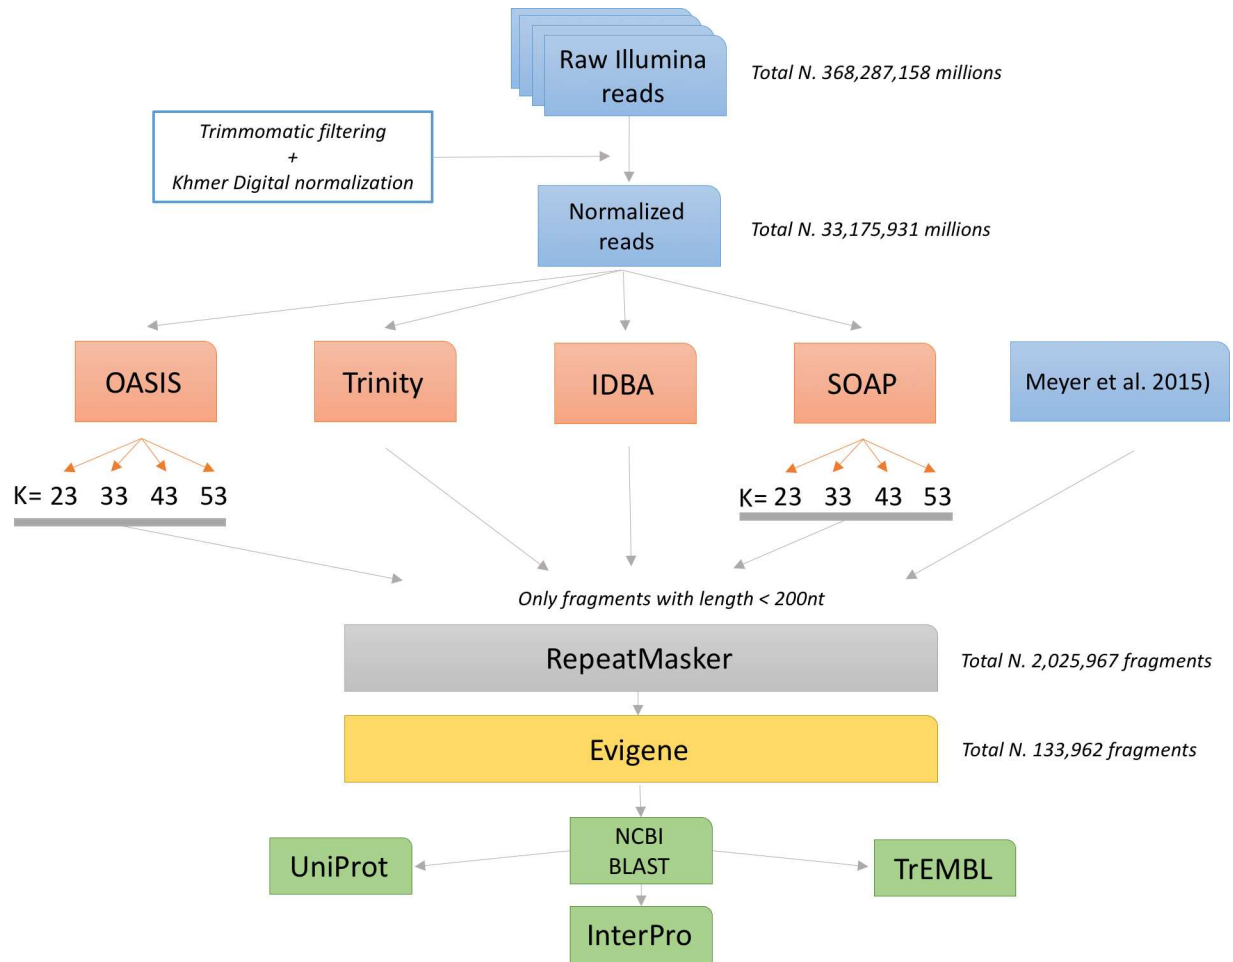 Raw Illumina
reads
Total N. 368,287,158 millions
Trimmomatic filtering
+
Khmer Digital normalization
Normalized
reads
Total N. 33,175,931 millions
OASIS
Trinity
IDBA
SOAP
Meyer et al. 2015)
K= 23 33 43 53
K= 23 33 43 53
Only fragments with length < 200nt
RepeatMasker
Total N. 2,025,967 fragments
Evigene
Total N. 133,962 fragments
NCBI
BLAST
UniProt
TrEMBL
InterPro